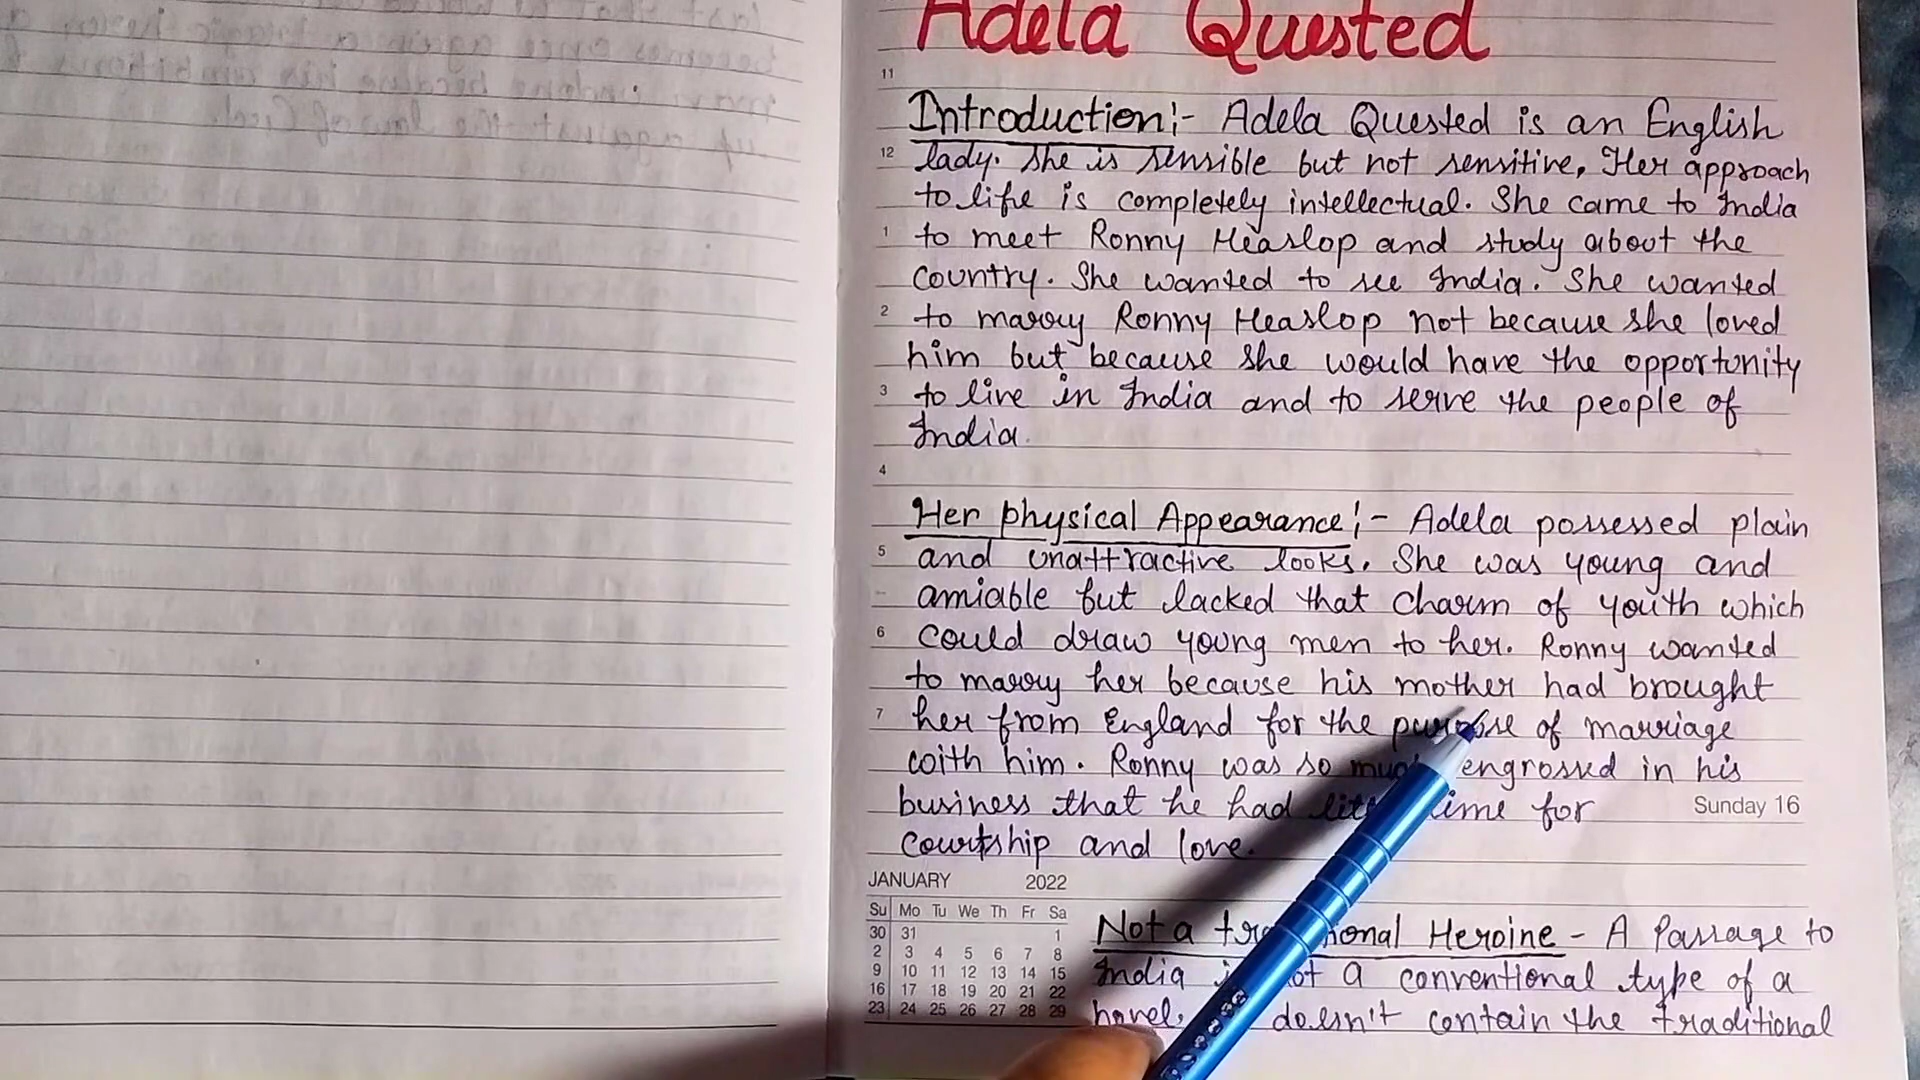 Adela Quested
11
Introduction:- Adela Quested is an English
12 lady. She is sensible but not sensitive. Her approach
to life is completely intellectual. She came to India
1 to meet Ronny Heaslop and study about the
country. She wanted to see India. She wanted
2 to marry Ronny Heaslop not because she loved
him but because she would have the opportunity
3 to live in India and to serve the people of
India.
4
Her physical Appearance:- Adela possessed plain
5 and unattractive looks. She was young and
amiable but lacked that charm of youth which
6 could draw young men to her. Ronny wanted
to marry her because his mother had brought
7 her from England for the purpose of marriage
with him. Ronny was so much engrossed in his
business that he had time for
Sunday 16
courtship and love.
JANUARY 2022
Su Mo Tu We Th Fr Sa
30 31 1
2 3 4 5 6 7 8
9 10 11 12 13 14 15
16 17 18 19 20 21 22
23 24 25 26 27 28 29
Not a Heroine - A Passage to
India not a conventional type of a
novel. doesn't contain the traditional